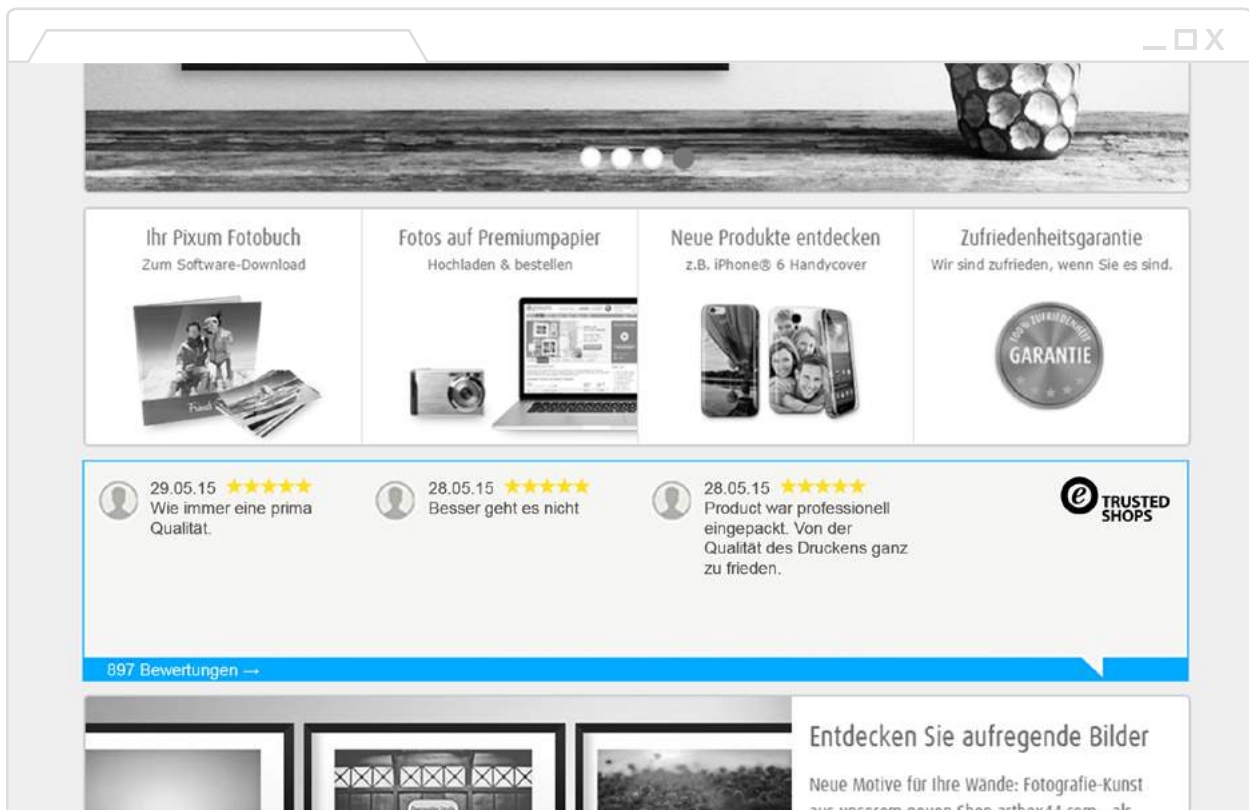 Ihr Pixum Fotobuch
Zum Software-Download
Fotos auf Premiumpapier
Hochladen & bestellen
Neue Produkte entdecken
z.B. iPhone® 6 Handycover
Zufriedenheitsgarantie
Wir sind zufrieden, wenn Sie es sind.
100% ZUFRIEDENHEIT
GARANTIE
29.05.15
Wie immer eine prima
Qualität.
28.05.15
Besser geht es nicht
28.05.15
Product war professionell
eingepackt. Von der
Qualität des Druckens ganz
zu frieden.
e TRUSTED
SHOPS
897 Bewertungen →
Entdecken Sie aufregende Bilder
Neue Motive für Ihre Wände: Fotografie-Kunst